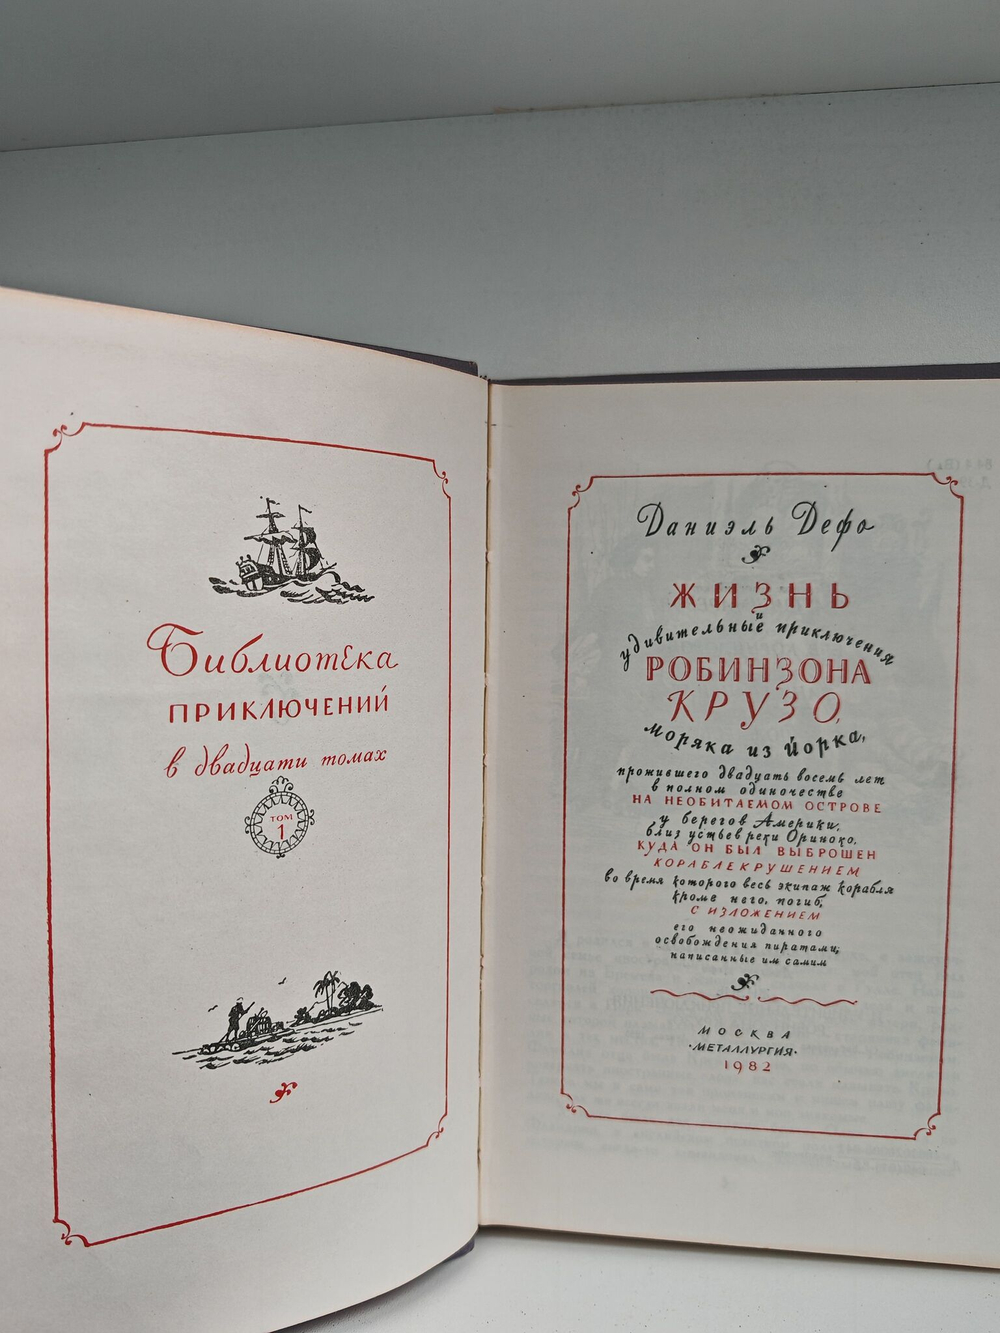 Библиотека
ПРИКЛЮЧЕНИЙ
в двадцати томах
ТОМ
1
Даниэль Дефо
ЖИЗНЬ
и
удивительные приключения
РОБИНЗОНА
КРУЗО,
моряка из Йорка,
прожившего двадцать восемь лет
в полном одиночестве
НА НЕОБИТАЕМОМ ОСТРОВЕ
у берегов Америки,
близ устьев реки Ориноко,
КУДА ОН БЫЛ ВЫБРОШЕН
КОРАБЛЕКРУШЕНИЕМ
во время которого весь экипаж корабля
кроме него, погиб,
С ИЗЛОЖЕНИЕМ
его неожиданного
освобождения пиратами;
написанные им самим
МОСКВА
·МЕТАЛЛУРГИЯ·
1982